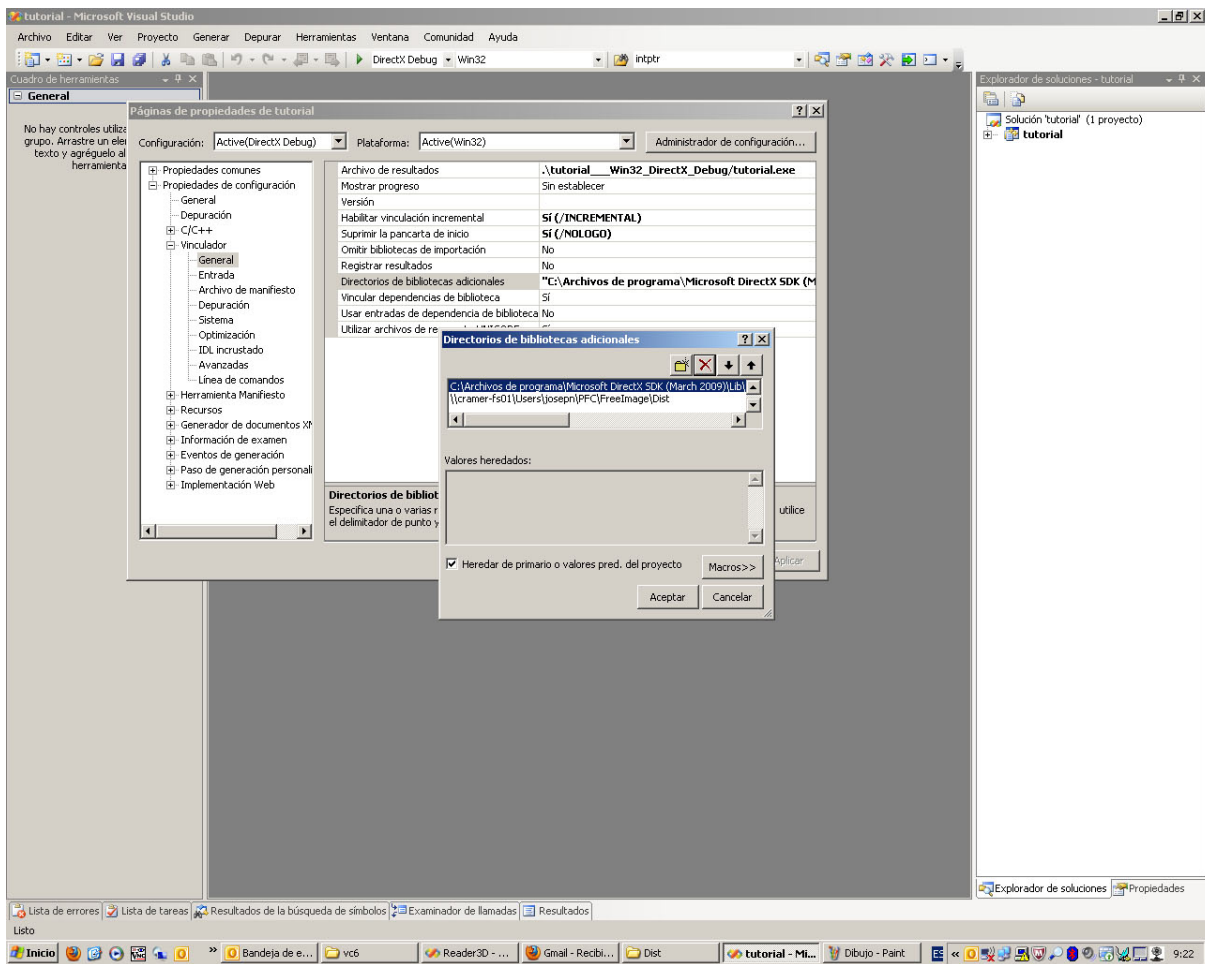 tutorial - Microsoft Visual Studio
Archivo Editar Ver Proyecto Generar Depurar Herramientas Ventana Comunidad Ayuda
DirectX Debug Win32 intptr
Cuadro de herramientas
General
No hay controles utiliza
grupo. Arrastre un eler
texto y agréguelo al
herramienta
Páginas de propiedades de tutorial
Configuración: Active(DirectX Debug) Plataforma: Active(Win32) Administrador de configuración...
Propiedades comunes
Propiedades de configuración
General
Depuración
C/C++
Vinculador
General
Entrada
Archivo de manifiesto
Depuración
Sistema
Optimización
IDL incrustado
Avanzadas
Línea de comandos
Herramienta Manifiesto
Recursos
Generador de documentos XM
Información de examen
Eventos de generación
Paso de generación personali
Implementación Web
Archivo de resultados .\tutorial___Win32_DirectX_Debug/tutorial.exe
Mostrar progreso Sin establecer
Versión
Habilitar vinculación incremental Sí (/INCREMENTAL)
Suprimir la pancarta de inicio Sí (/NOLOGO)
Omitir bibliotecas de importación No
Registrar resultados No
Directorios de bibliotecas adicionales "C:\Archivos de programa\Microsoft DirectX SDK (M
Vincular dependencias de biblioteca Sí
Usar entradas de dependencia de biblioteca No
Utilizar archivos de
Directorios de bibliot
Especifica una o varias r utilice
el delimitador de punto y
Aplicar
Directorios de bibliotecas adicionales
C:\Archivos de programa\Microsoft DirectX SDK (March 2009)\Lib\
\\cramer-fs01\Users\josepn\PFC\FreeImage\Dist
Valores heredados:
Heredar de primario o valores pred. del proyecto Macros>>
Aceptar Cancelar
Explorador de soluciones - tutorial
Solución 'tutorial' (1 proyecto)
tutorial
Explorador de soluciones Propiedades
Lista de errores Lista de tareas Resultados de la búsqueda de símbolos Examinador de llamadas Resultados
Listo
Inicio Bandeja de e... vc6 Reader3D - ... Gmail - Recibi... Dist tutorial - Mi... Dibujo - Paint ES 9:22